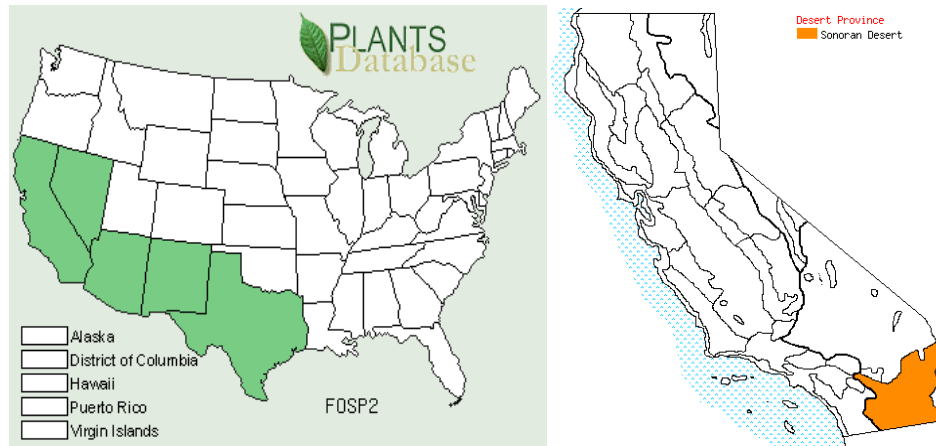 PLANTS
Database
Alaska
District of Columbia
Hawaii
Puerto Rico
Virgin Islands
FOSP2
Desert Province
Sonoran Desert